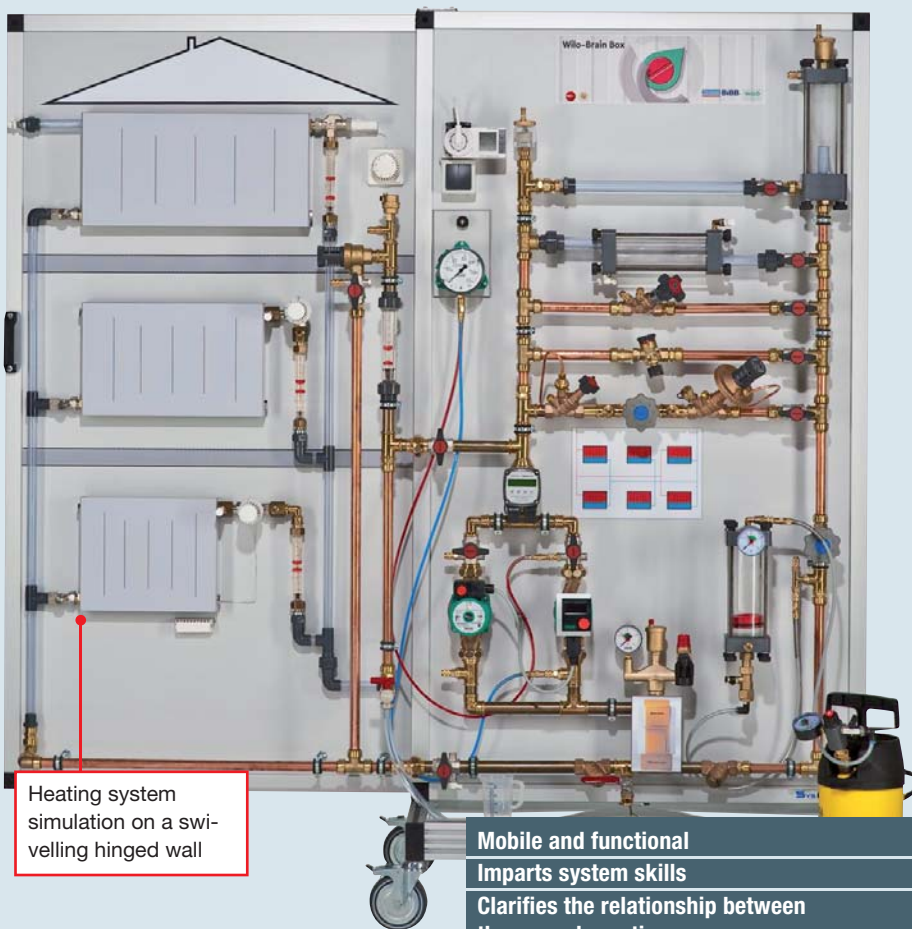 Wilo-Brain Box
BiBB
Heating system
simulation on a swi-
velling hinged wall
Mobile and functional
Imparts system skills
Clarifies the relationship between